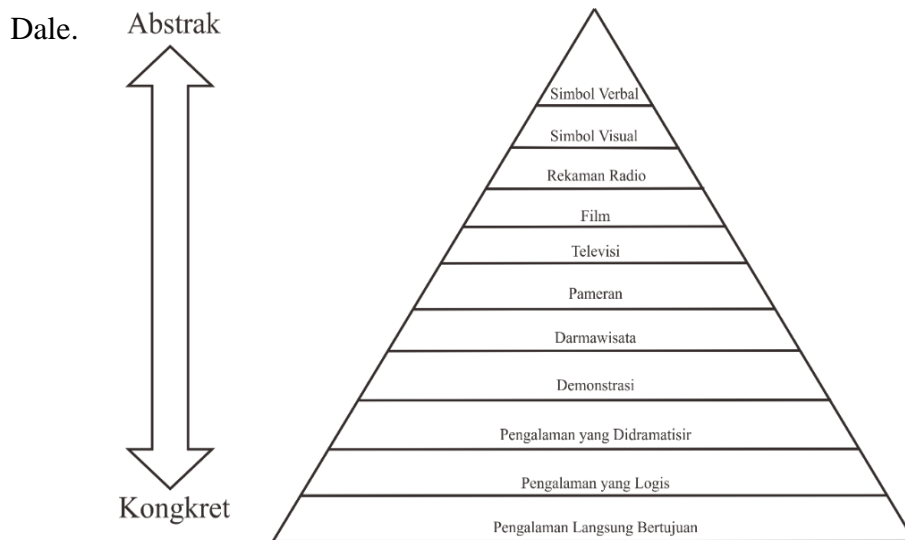 Dale.
Abstrak
Simbol Verbal
Simbol Visual
Rekaman Radio
Film
Televisi
Pameran
Darmawisata
Demonstrasi
Pengalaman yang Didramatisir
Pengalaman yang Logis
Pengalaman Langsung Bertujuan
Kongkret